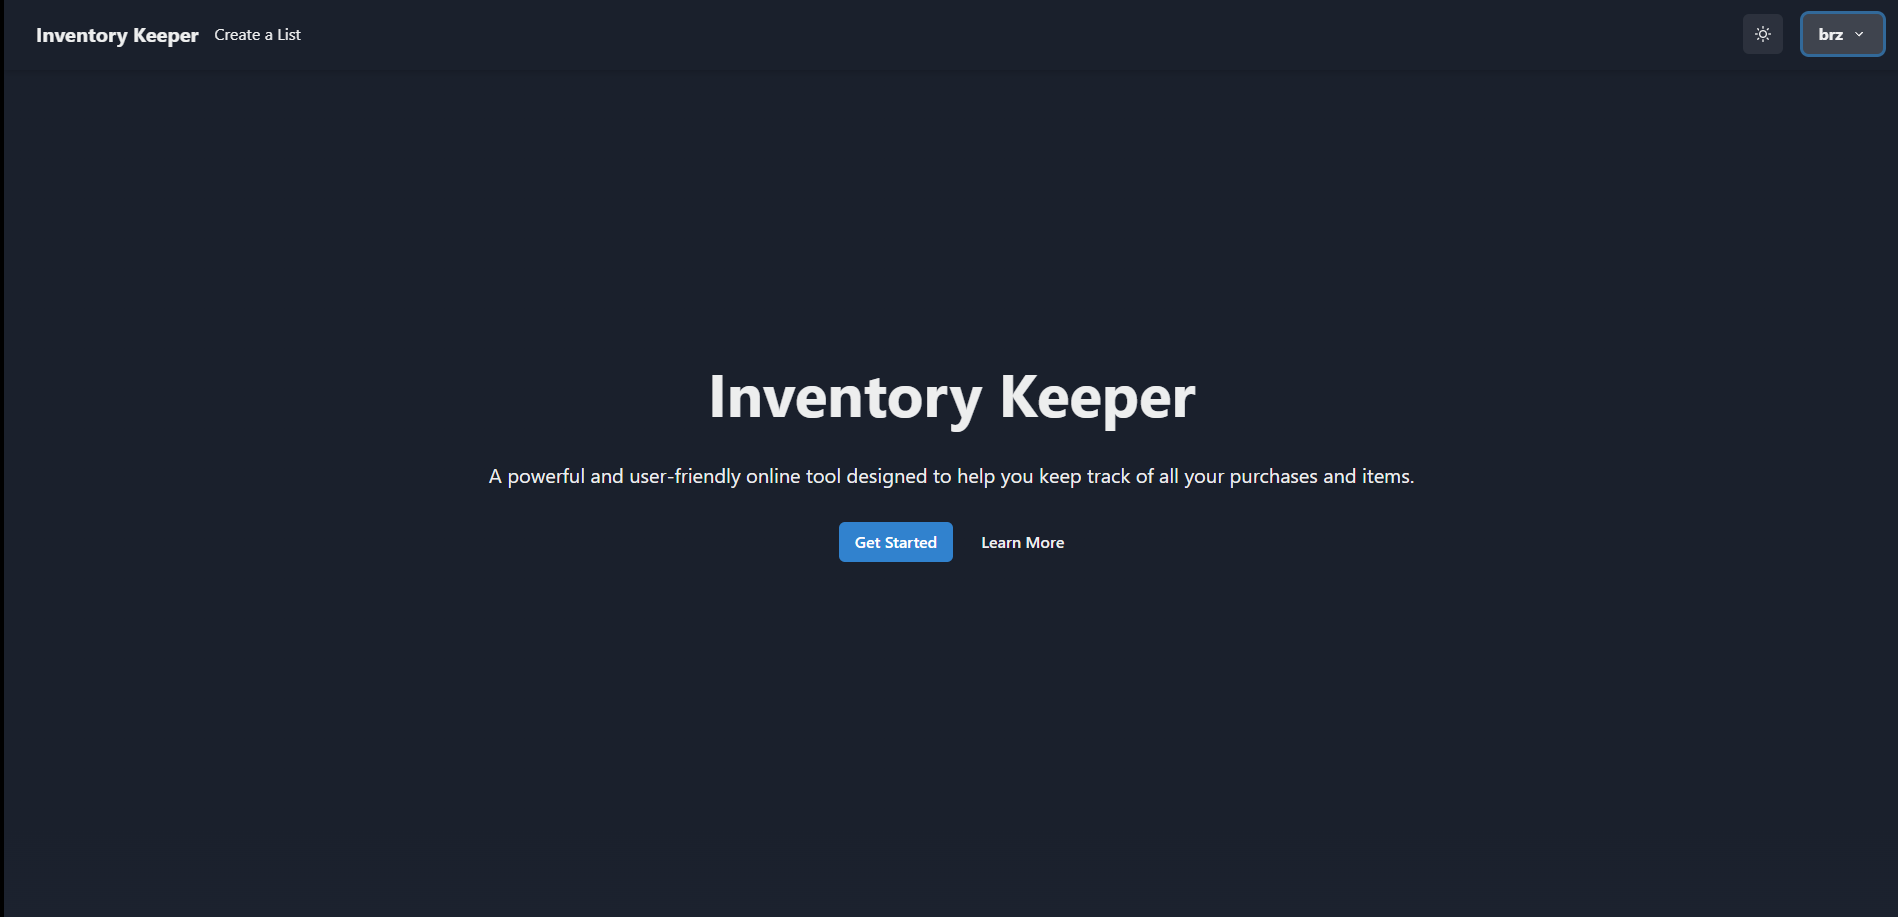 Inventory Keeper Create a List brz
Inventory Keeper
A powerful and user-friendly online tool designed to help you keep track of all your purchases and items.
Get Started Learn More